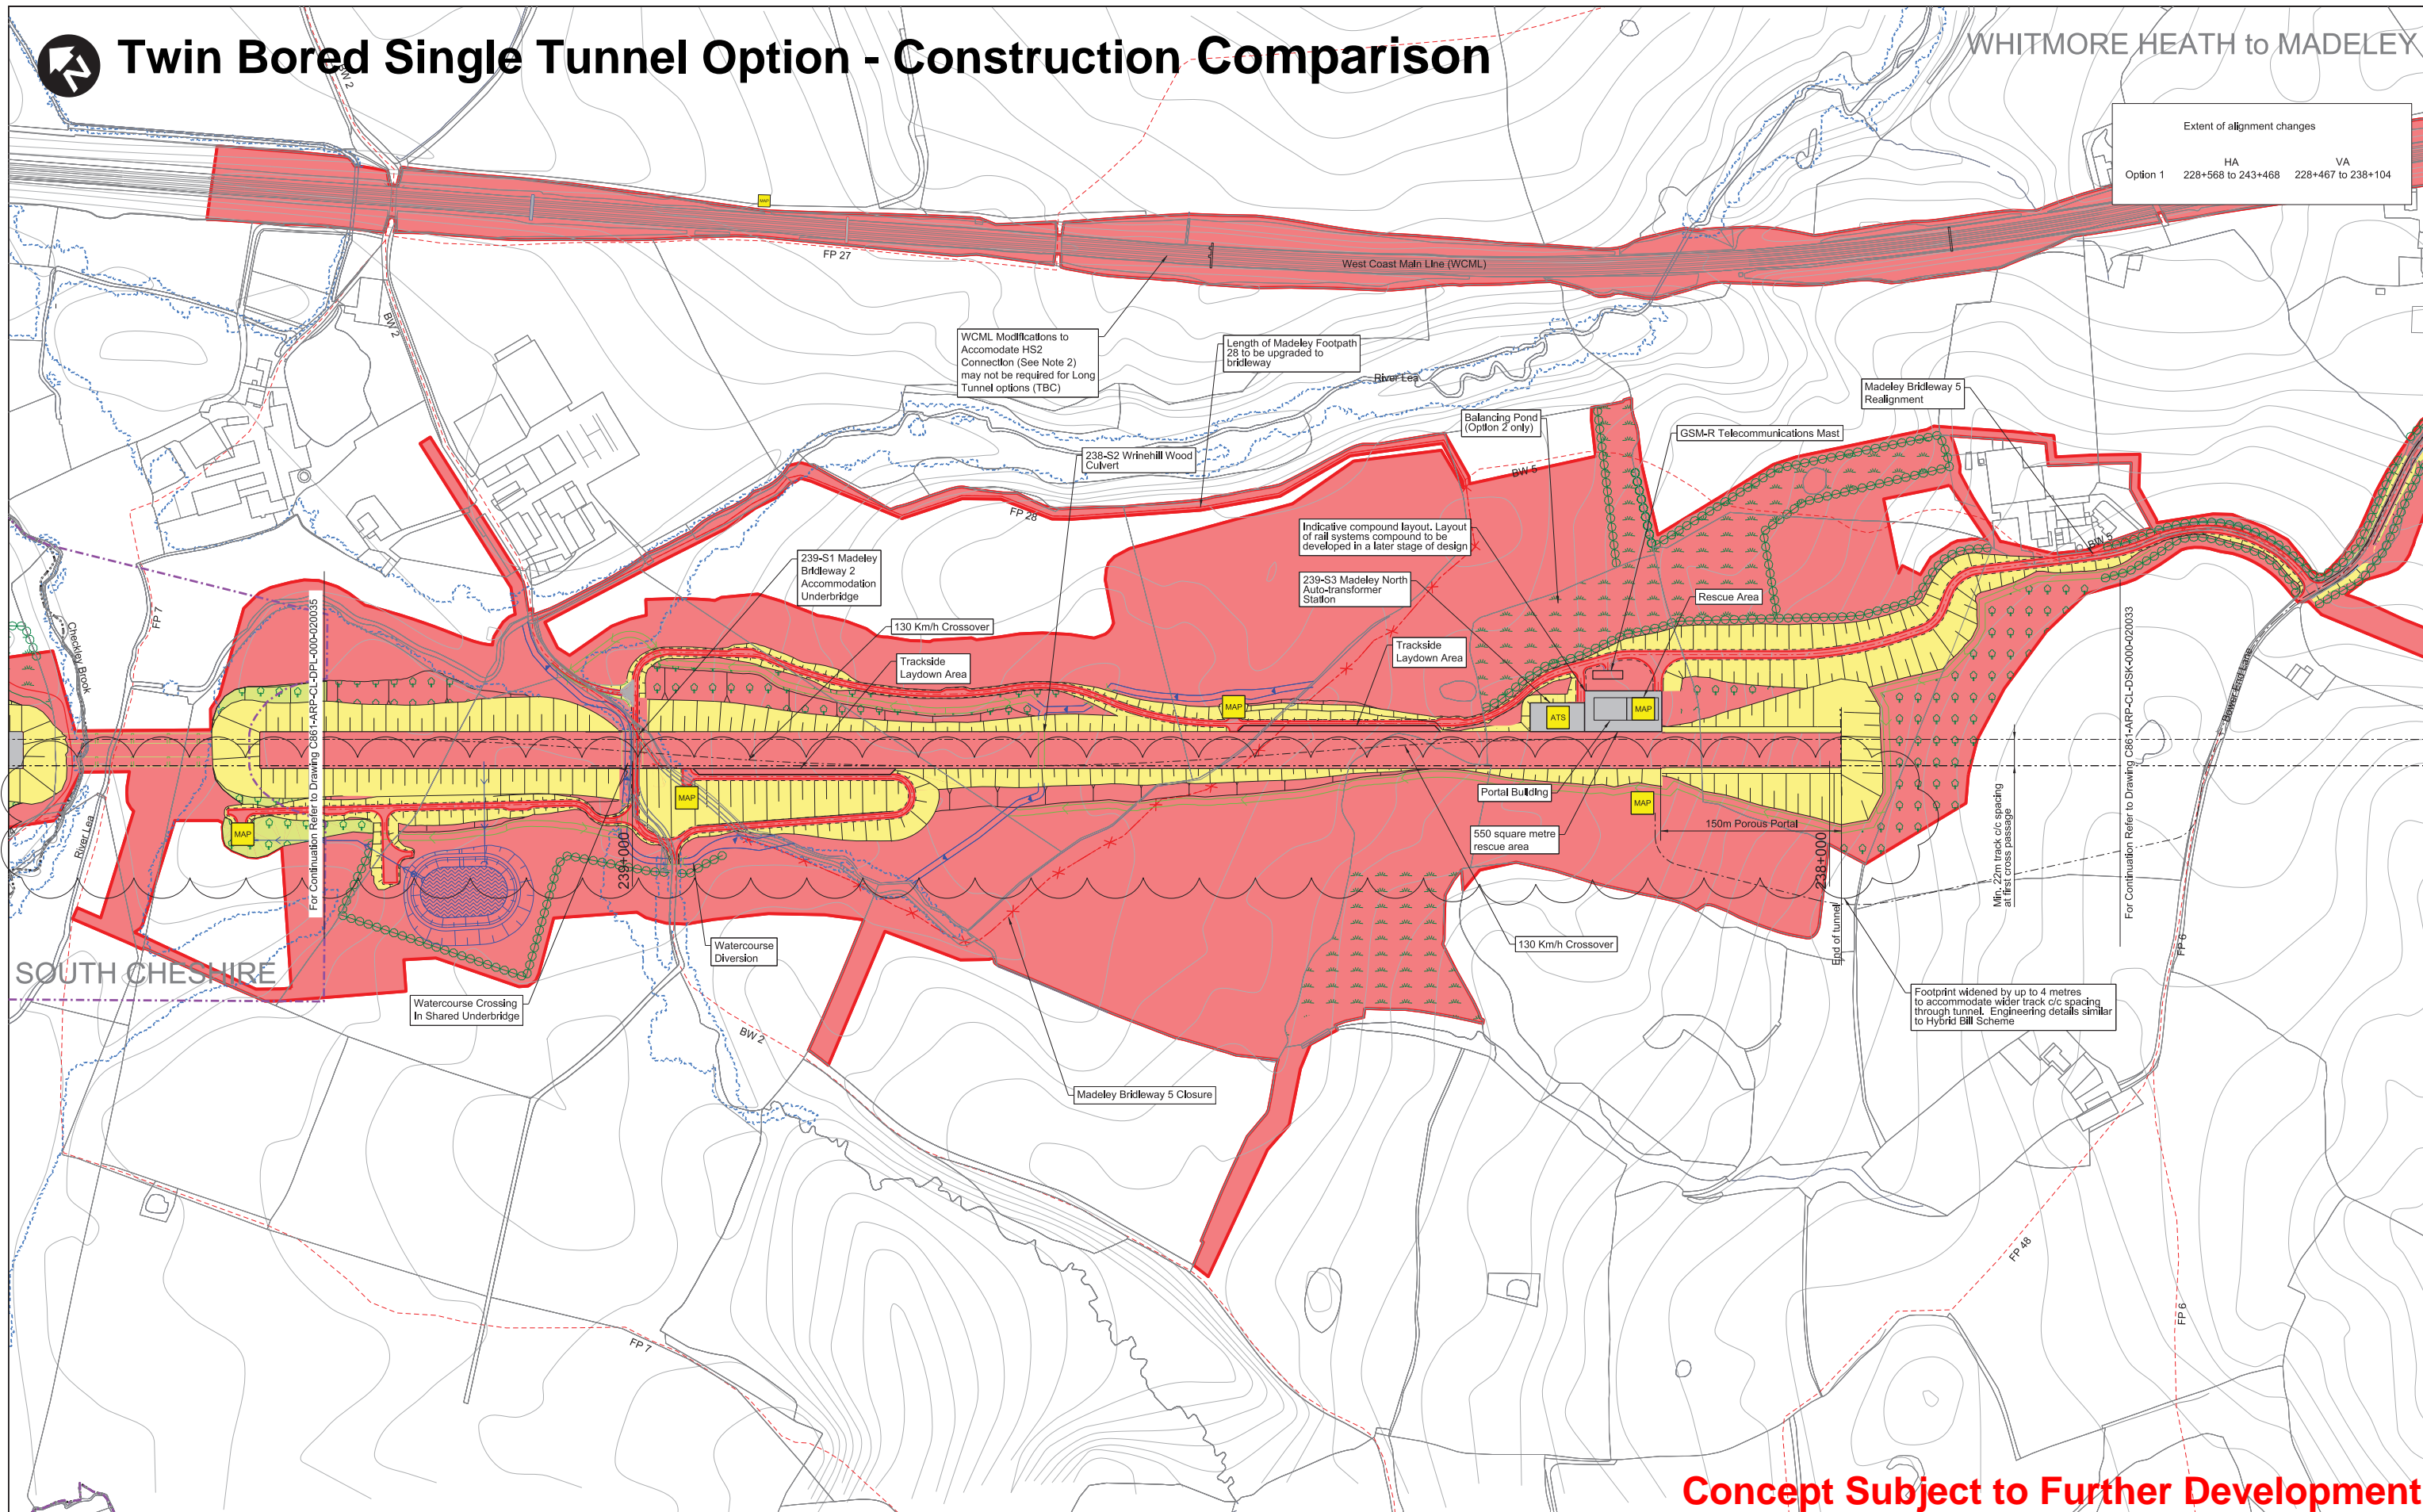 Twin Bored Single Tunnel Option - Construction Comparison
WHITMORE HEATH to MADELEY
Extent of alignment changes
HA VA
Option 1 228+568 to 243+468 228+467 to 238+104
BW 2
MAP
FP 27
West Coast Main Line (WCML)
BW 2
WCML Modifications to
Accomodate HS2
Connection (See Note 2)
may not be required for Long
Tunnel options (TBC)
Length of Madeley Footpath
28 to be upgraded to
bridleway
River Lea
Madeley Bridleway 5
Realignment
Balancing Pond
(Option 2 only)
GSM-R Telecommunications Mast
238-S2 Wrinehill Wood
Culvert
BW 5
FP 28
Indicative compound layout. Layout
of rail systems compound to be
developed in a later stage of design
BW 5
239-S1 Madeley
Bridleway 2
Accommodation
Underbridge
239-S3 Madeley North
Auto-transformer
Station
Rescue Area
130 Km/h Crossover
Trackside
Laydown Area
Trackside
Laydown Area
FP 7
Checkley Brook
For Continuation Refer to Drawing C861-ARP-CL-DPL-000-020035
For Continuation Refer to Drawing C861-ARP-CL-DSK-000-020033
Bower End Lane
MAP
ATS
MAP
MAP
MAP
MAP
Portal Building
150m Porous Portal
550 square metre
rescue area
239+000
238+000
Min. 22m track c/c spacing
at first cross passage
River Lea
End of tunnel
FP 6
Watercourse
Diversion
130 Km/h Crossover
SOUTH CHESHIRE
Watercourse Crossing
In Shared Underbridge
Footprint widened by up to 4 metres
to accommodate wider track c/c spacing
through tunnel. Engineering details similar
to Hybrid Bill Scheme
BW 2
Madeley Bridleway 5 Closure
FP 48
FP 6
FP 7
Concept Subject to Further Development